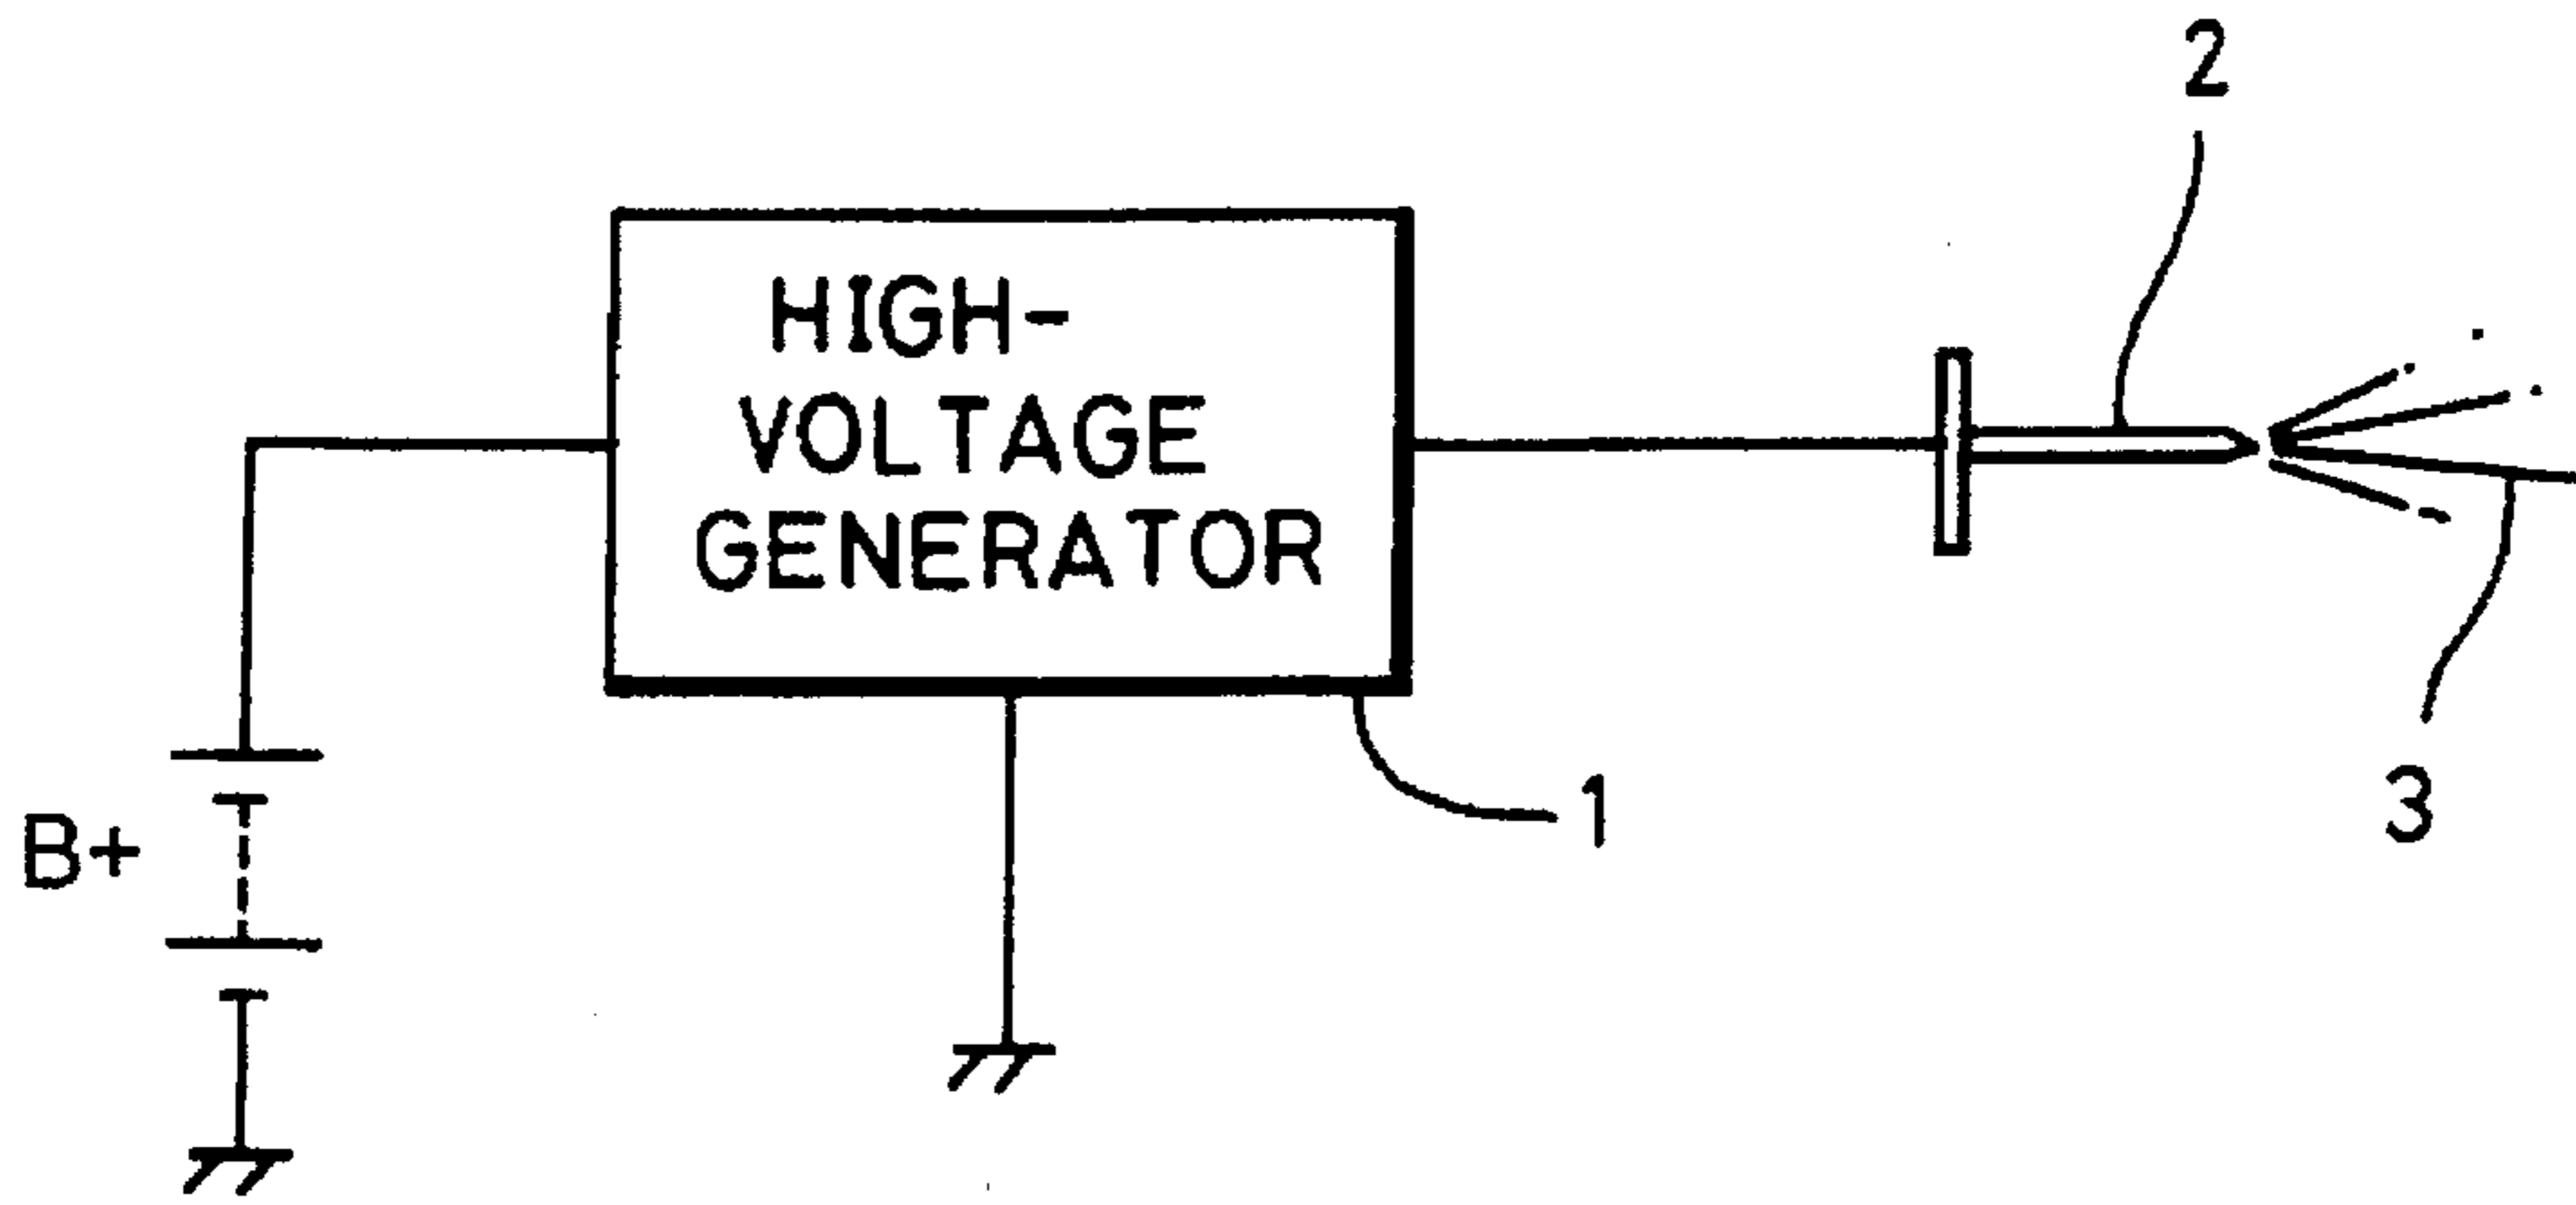 2
HIGH-
VOLTAGE
GENERATOR
1
3
B+